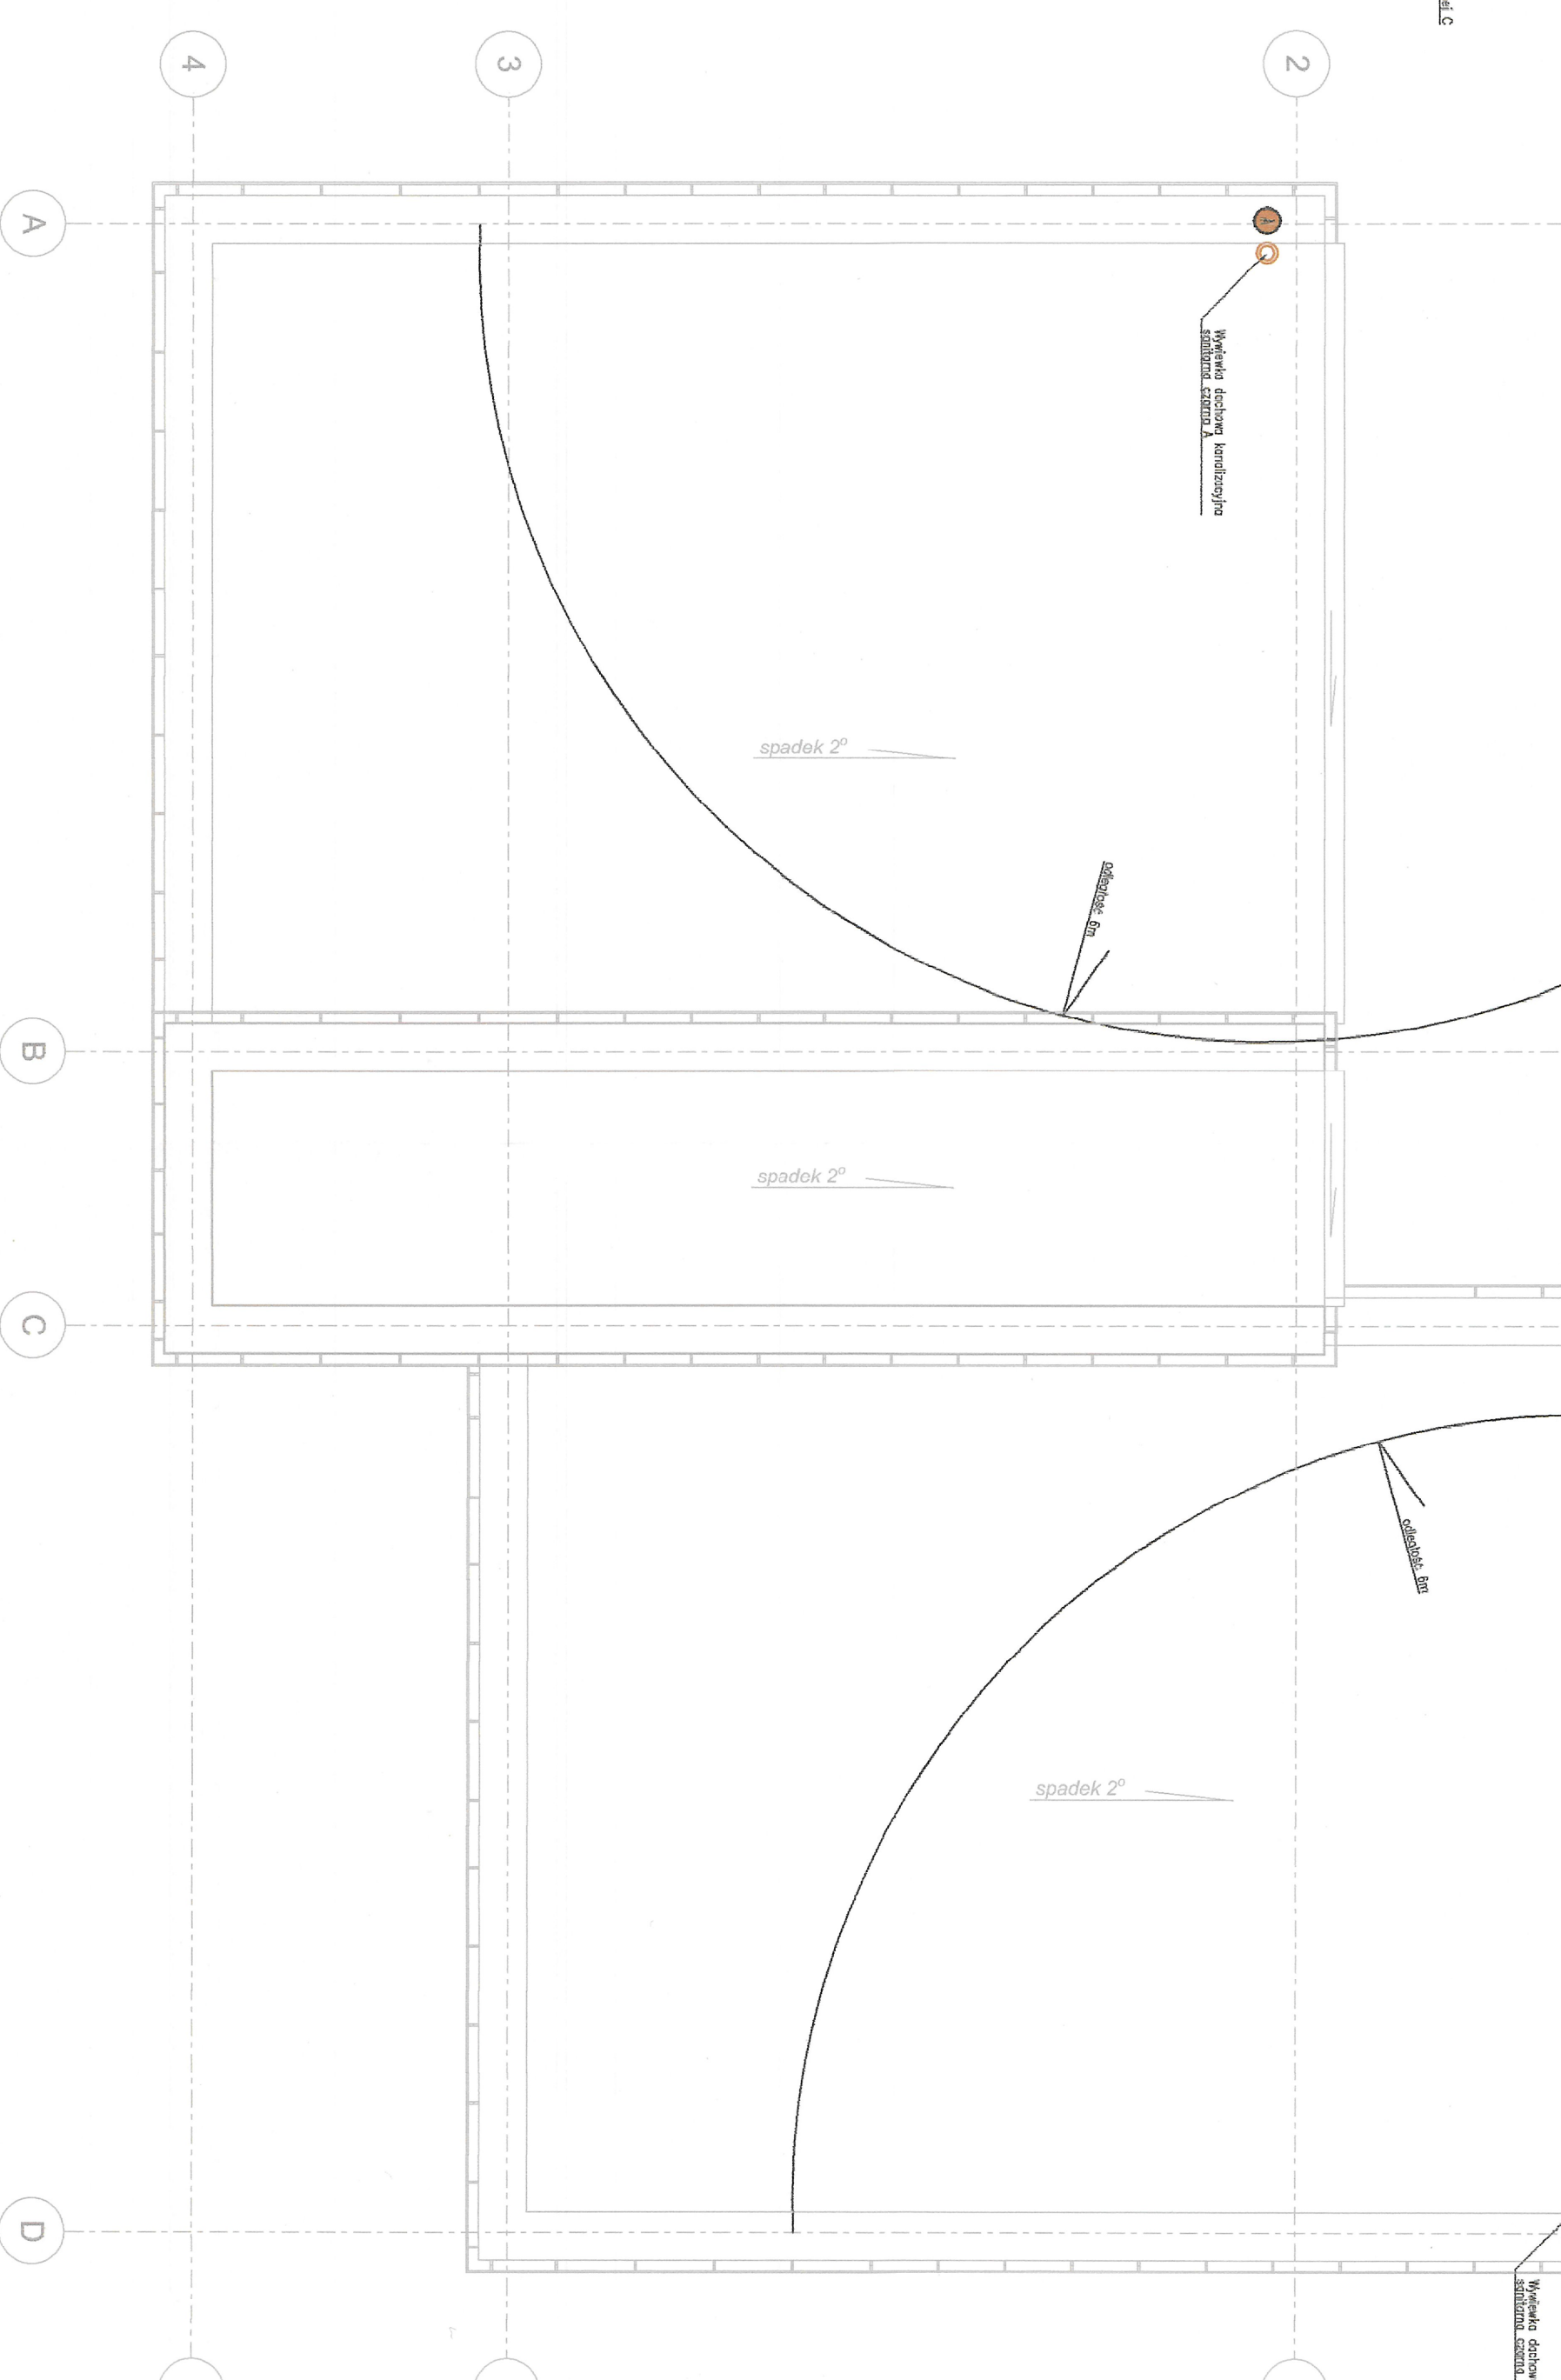 4
3
2
A
B
C
D
Wywiewka dachowa kanalizacyjna
sanitarna czarna A
spadek 2°
odległość 6m
spadek 2°
odległość 6m
spadek 2°
Wywiewka
sanitarna czarna